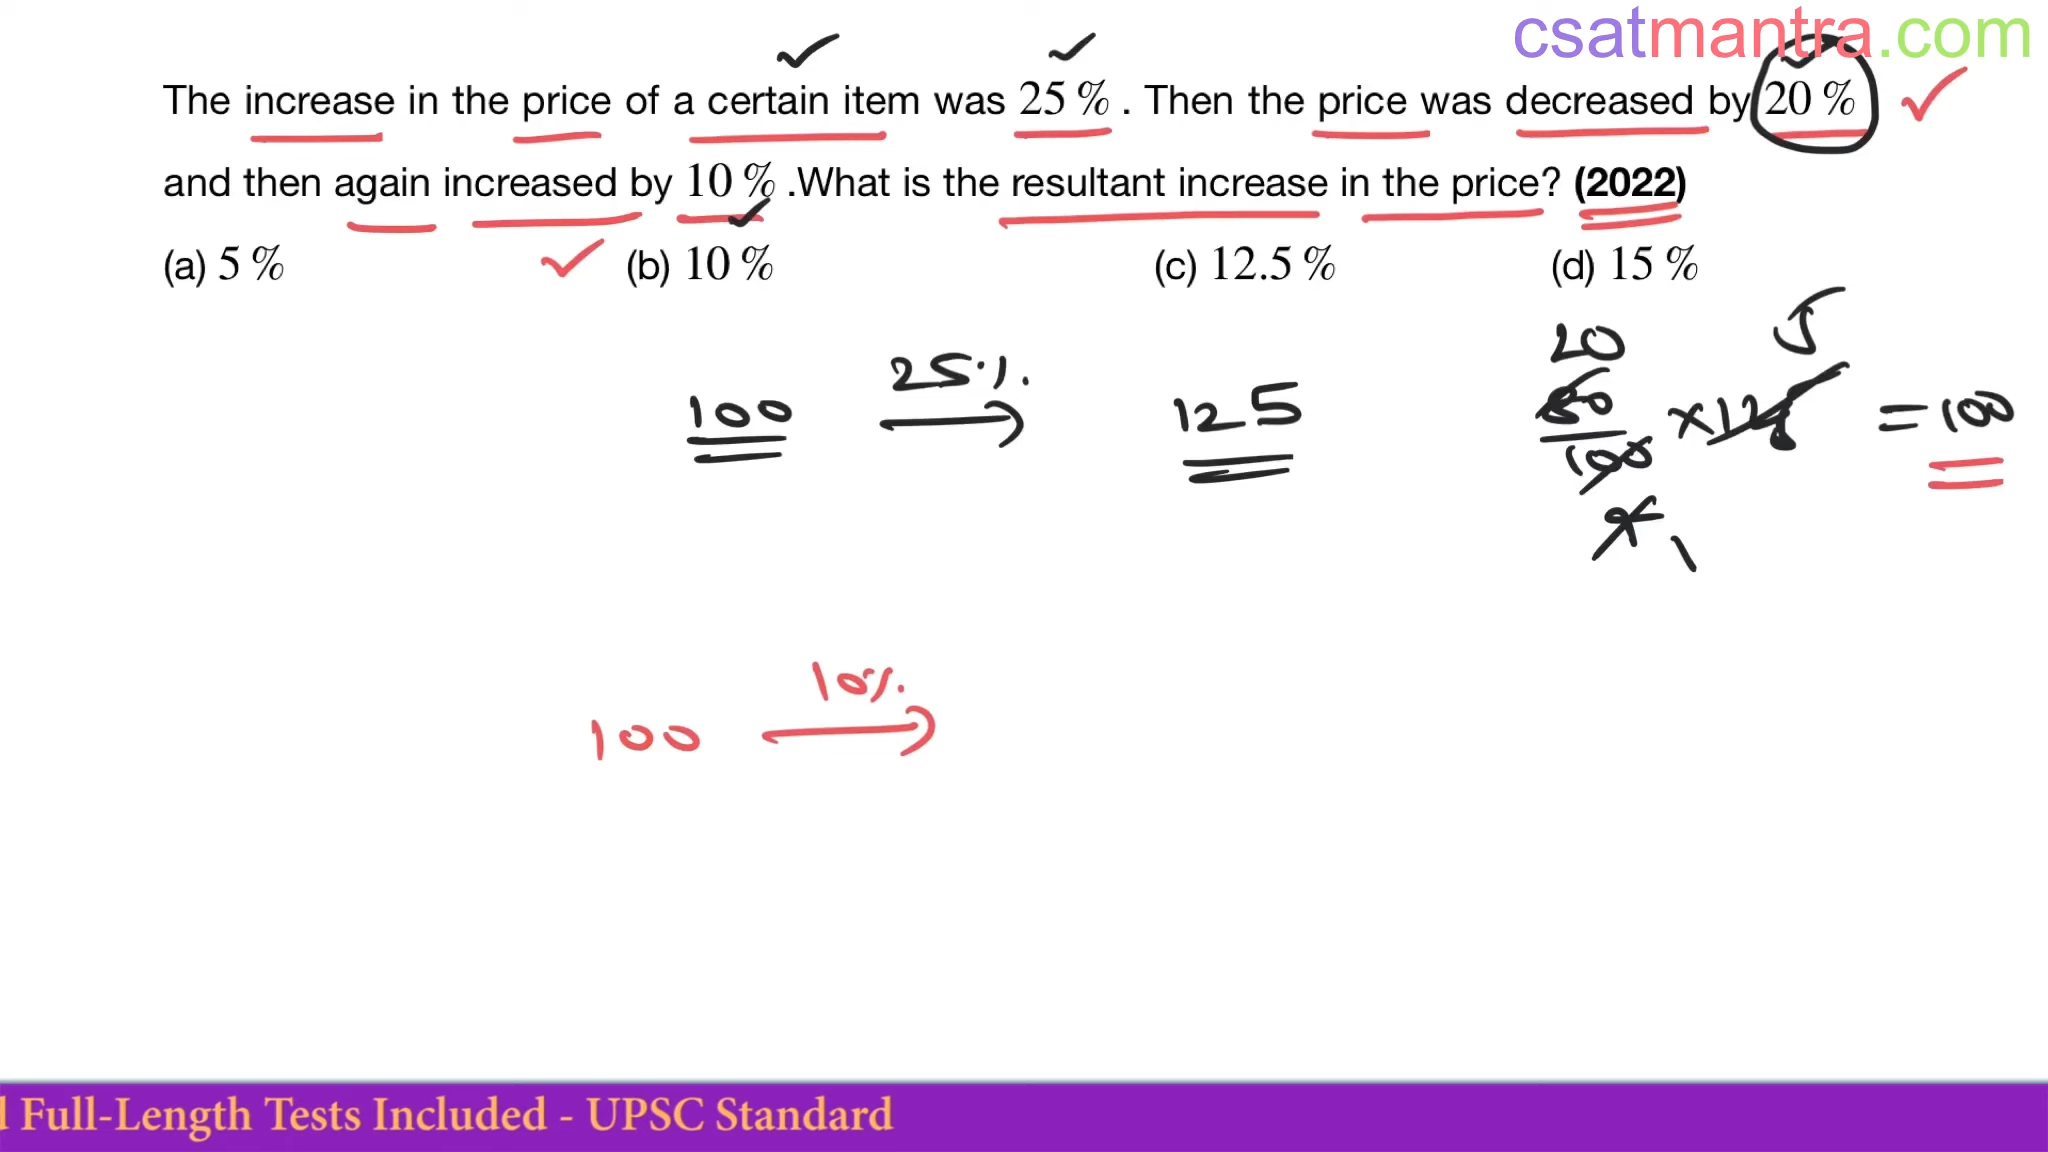 csatmantra.com
The increase in the price of a certain item was 25 % . Then the price was decreased by 20 %
and then again increased by 10 % .What is the resultant increase in the price? (2022)
(a) 5 % (b) 10 % (c) 12.5 % (d) 15 %
20 5
25%
100 125 80/100 ×125 =100
1
10%
100
Full-Length Tests Included - UPSC Standard